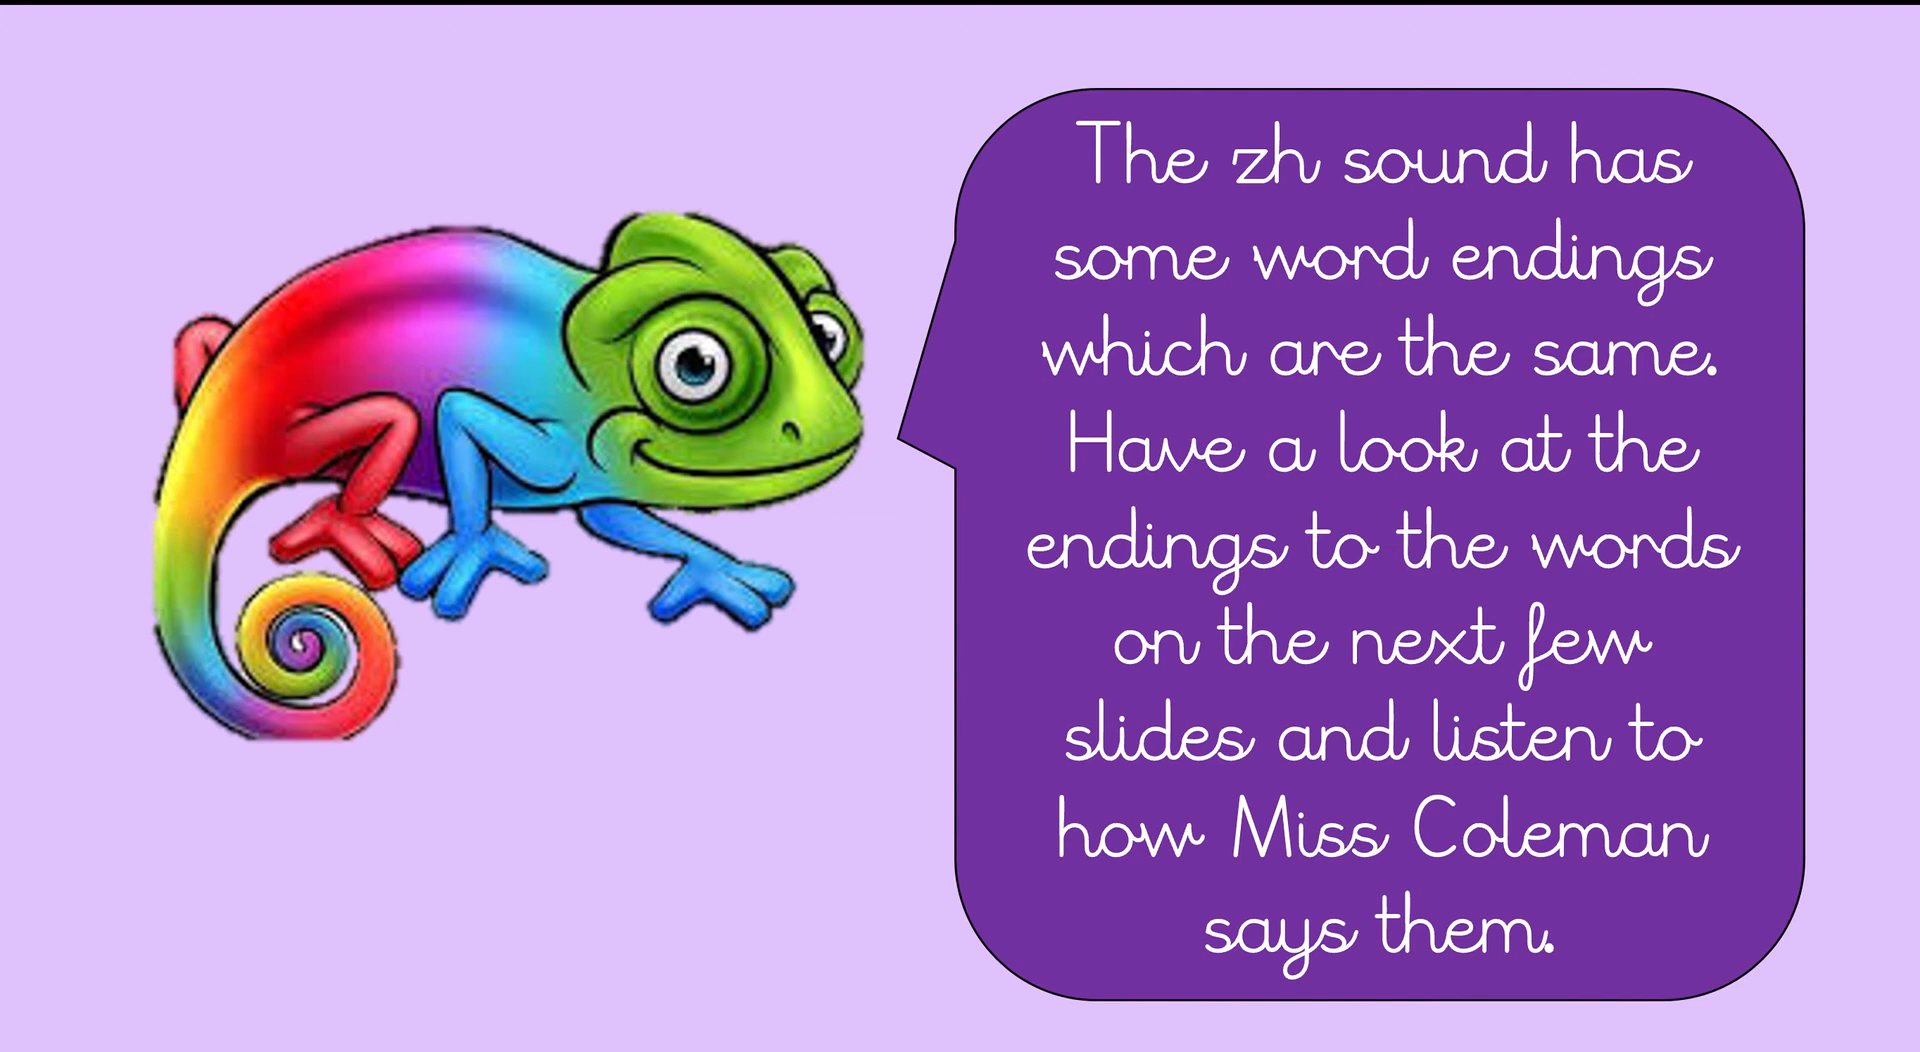 The zh sound has
some word endings
which are the same.
Have a look at the
endings to the words
on the next few
slides and listen to
how Miss Coleman
says them.